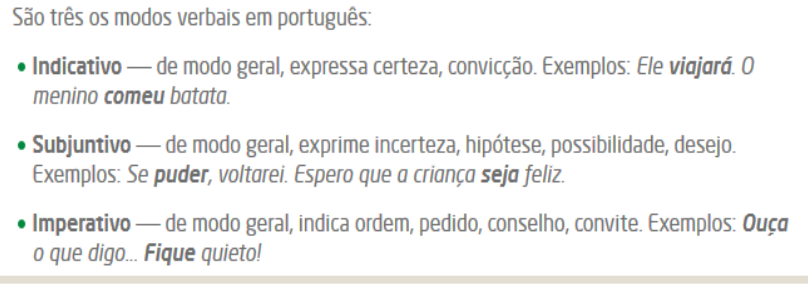 São três os modos verbais em português:
• Indicativo — de modo geral, expressa certeza, convicção. Exemplos: Ele viajará. O
menino comeu batata.
• Subjuntivo — de modo geral, exprime incerteza, hipótese, possibilidade, desejo.
Exemplos: Se puder, voltarei. Espero que a criança seja feliz.
• Imperativo — de modo geral, indica ordem, pedido, conselho, convite. Exemplos: Ouça
o que digo... Fique quieto!